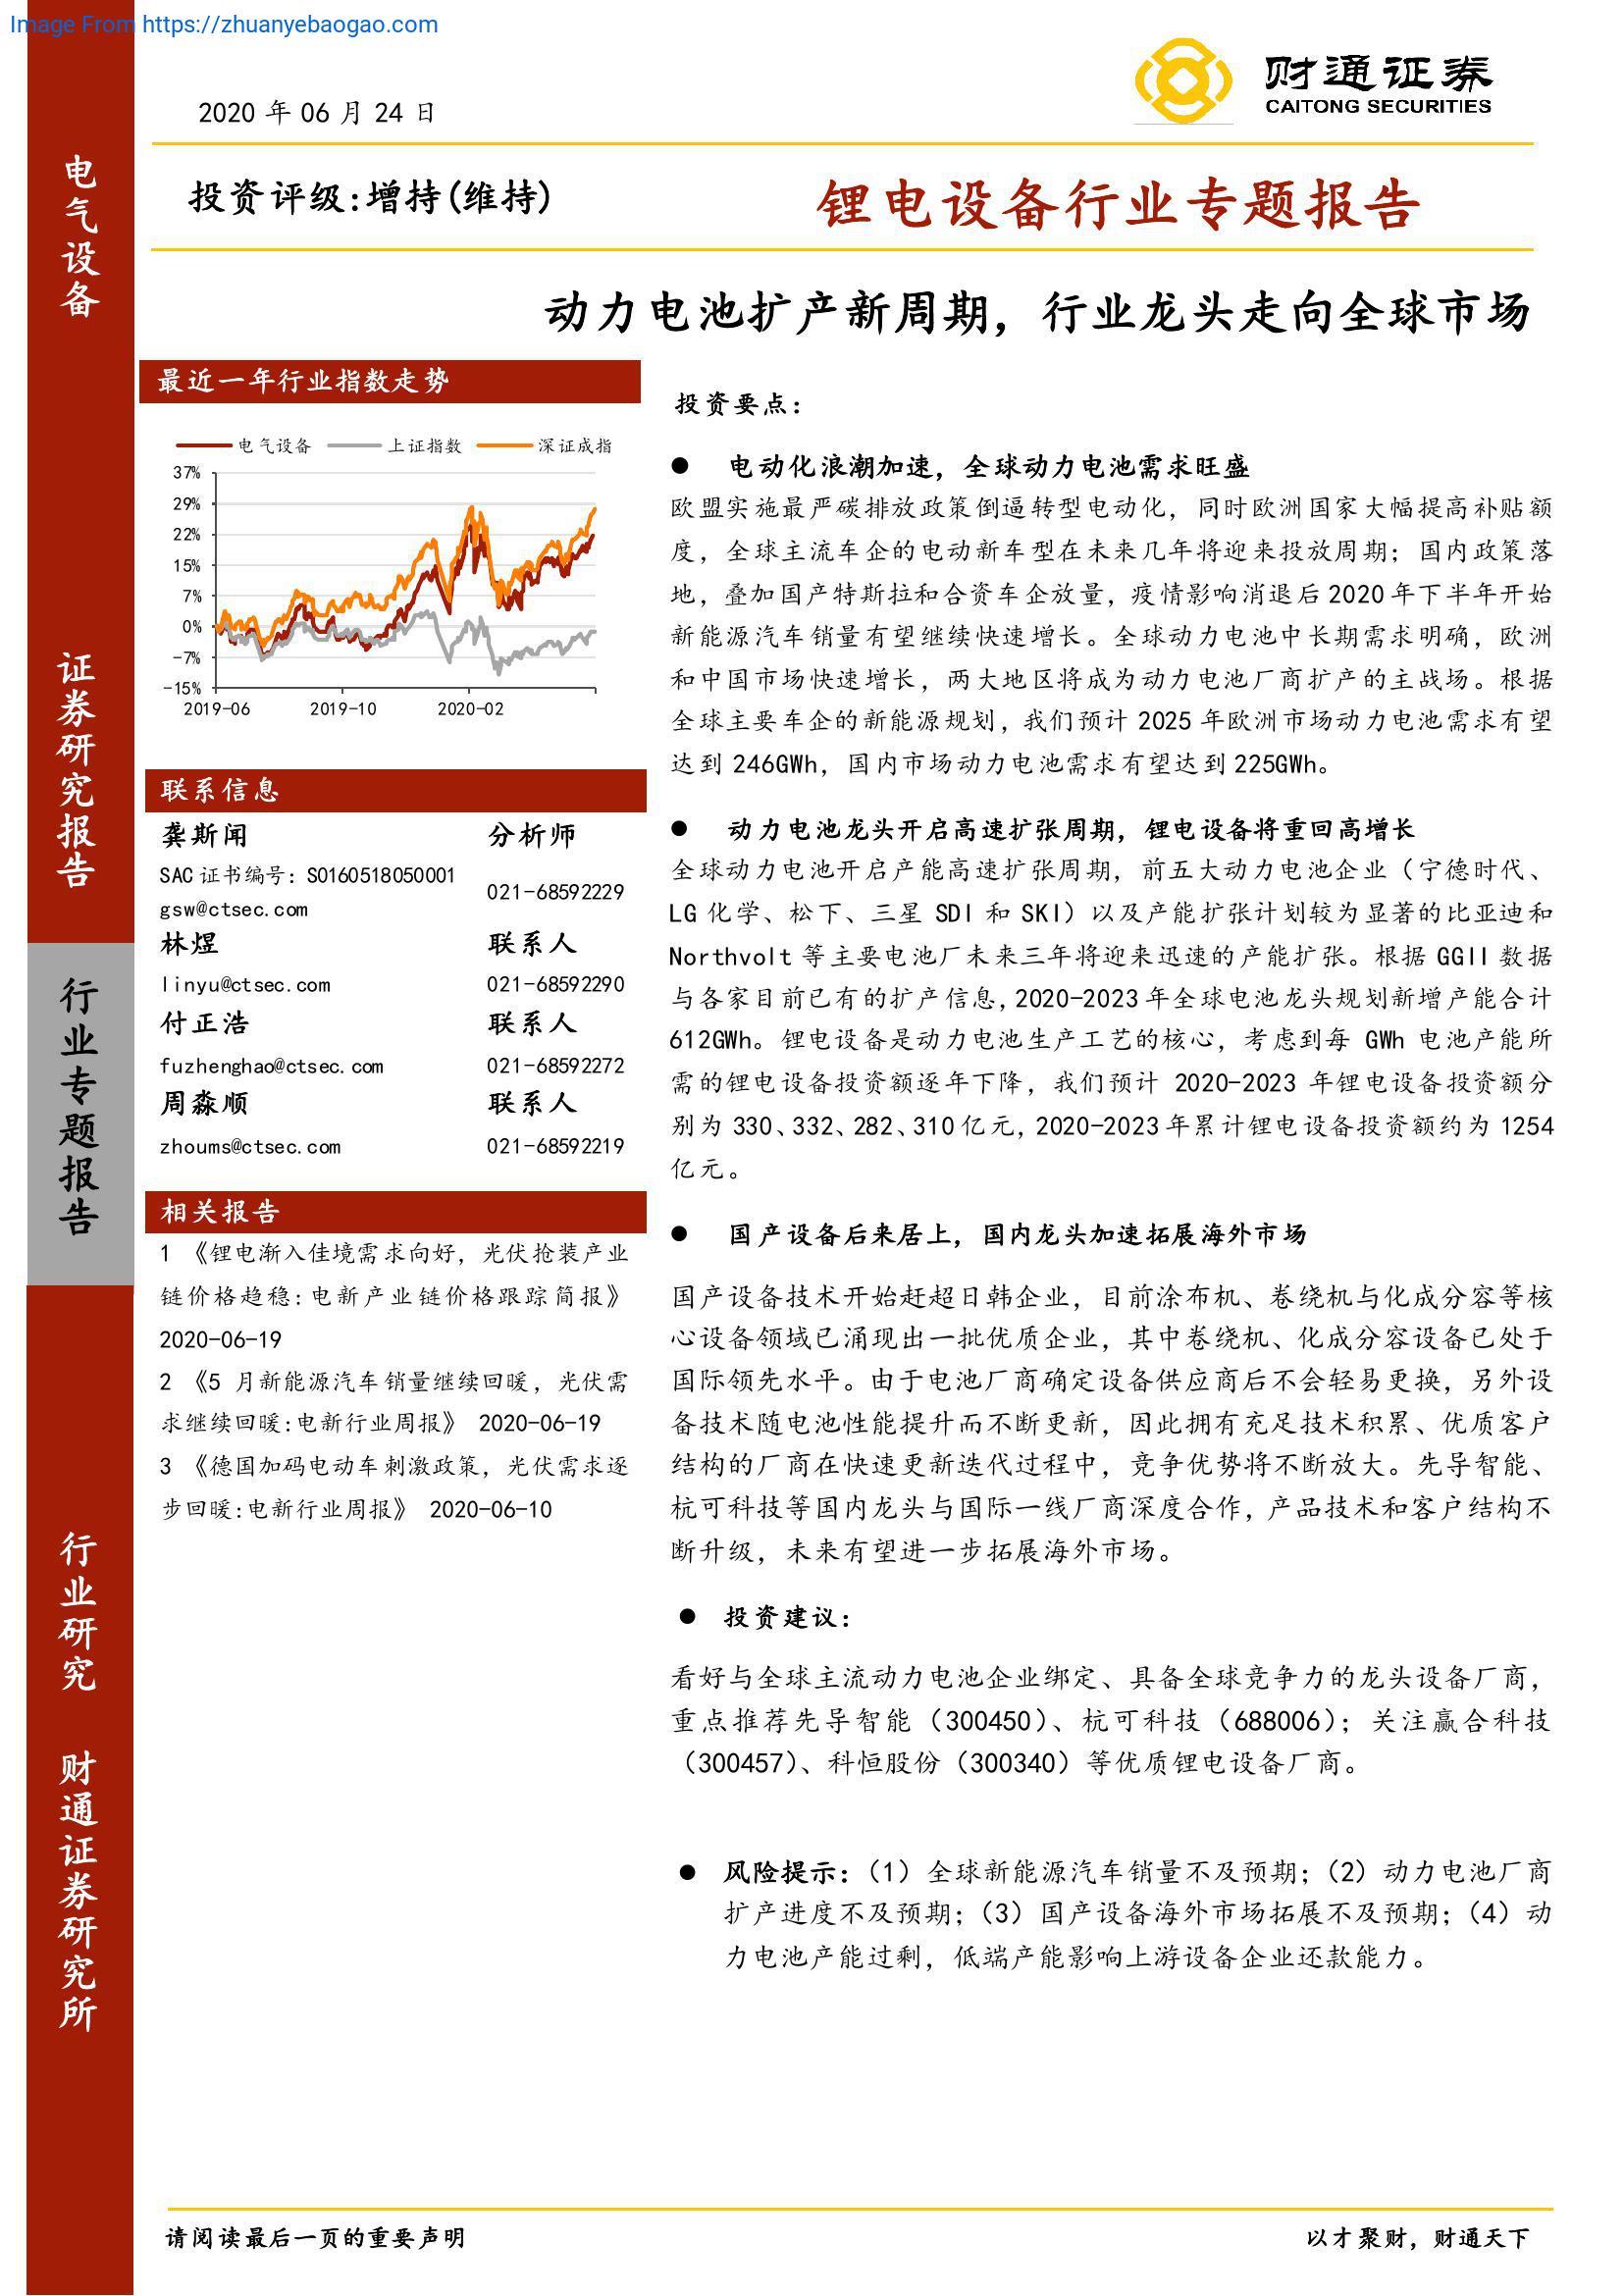 Image From https://zhuanyebaogao.com
财通证券
CAITONG SECURITIES
2020 年 06 月 24 日
投资评级:增持(维持)
锂电设备行业专题报告
动力电池扩产新周期，行业龙头走向全球市场
电气设备
证券研究报告
行业专题报告
行业研究
财通证券研究所
最近一年行业指数走势
电气设备 上证指数 深证成指
37%
29%
22%
15%
7%
0%
-7%
-15%
2019-06 2019-10 2020-02
联系信息
龚斯闻 分析师
SAC 证书编号：S0160518050001
021-68592229
gsw@ctsec.com
林煜 联系人
linyu@ctsec.com 021-68592290
付正浩 联系人
fuzhenghao@ctsec.com 021-68592272
周淼顺 联系人
zhoums@ctsec.com 021-68592219
相关报告
1 《锂电渐入佳境需求向好，光伏抢装产业
链价格趋稳:电新产业链价格跟踪简报》
2020-06-19
2 《5 月新能源汽车销量继续回暖，光伏需
求继续回暖:电新行业周报》 2020-06-19
3 《德国加码电动车刺激政策，光伏需求逐
步回暖:电新行业周报》 2020-06-10
投资要点：
● 电动化浪潮加速，全球动力电池需求旺盛
欧盟实施最严碳排放政策倒逼转型电动化，同时欧洲国家大幅提高补贴额
度，全球主流车企的电动新车型在未来几年将迎来投放周期；国内政策落
地，叠加国产特斯拉和合资车企放量，疫情影响消退后 2020 年下半年开始
新能源汽车销量有望继续快速增长。全球动力电池中长期需求明确，欧洲
和中国市场快速增长，两大地区将成为动力电池厂商扩产的主战场。根据
全球主要车企的新能源规划，我们预计 2025 年欧洲市场动力电池需求有望
达到 246GWh，国内市场动力电池需求有望达到 225GWh。
● 动力电池龙头开启高速扩张周期，锂电设备将重回高增长
全球动力电池开启产能高速扩张周期，前五大动力电池企业（宁德时代、
LG 化学、松下、三星 SDI 和 SKI）以及产能扩张计划较为显著的比亚迪和
Northvolt 等主要电池厂未来三年将迎来迅速的产能扩张。根据 GGII 数据
与各家目前已有的扩产信息，2020-2023 年全球电池龙头规划新增产能合计
612GWh。锂电设备是动力电池生产工艺的核心，考虑到每 GWh 电池产能所
需的锂电设备投资额逐年下降，我们预计 2020-2023 年锂电设备投资额分
别为 330、332、282、310 亿元，2020-2023 年累计锂电设备投资额约为 1254
亿元。
● 国产设备后来居上，国内龙头加速拓展海外市场
国产设备技术开始赶超日韩企业，目前涂布机、卷绕机与化成分容等核
心设备领域已涌现出一批优质企业，其中卷绕机、化成分容设备已处于
国际领先水平。由于电池厂商确定设备供应商后不会轻易更换，另外设
备技术随电池性能提升而不断更新，因此拥有充足技术积累、优质客户
结构的厂商在快速更新迭代过程中，竞争优势将不断放大。先导智能、
杭可科技等国内龙头与国际一线厂商深度合作，产品技术和客户结构不
断升级，未来有望进一步拓展海外市场。
● 投资建议：
看好与全球主流动力电池企业绑定、具备全球竞争力的龙头设备厂商，
重点推荐先导智能（300450）、杭可科技（688006）；关注赢合科技
（300457）、科恒股份（300340）等优质锂电设备厂商。
● 风险提示：（1）全球新能源汽车销量不及预期；（2）动力电池厂商
扩产进度不及预期；（3）国产设备海外市场拓展不及预期；（4）动
力电池产能过剩，低端产能影响上游设备企业还款能力。
请阅读最后一页的重要声明
以才聚财，财通天下